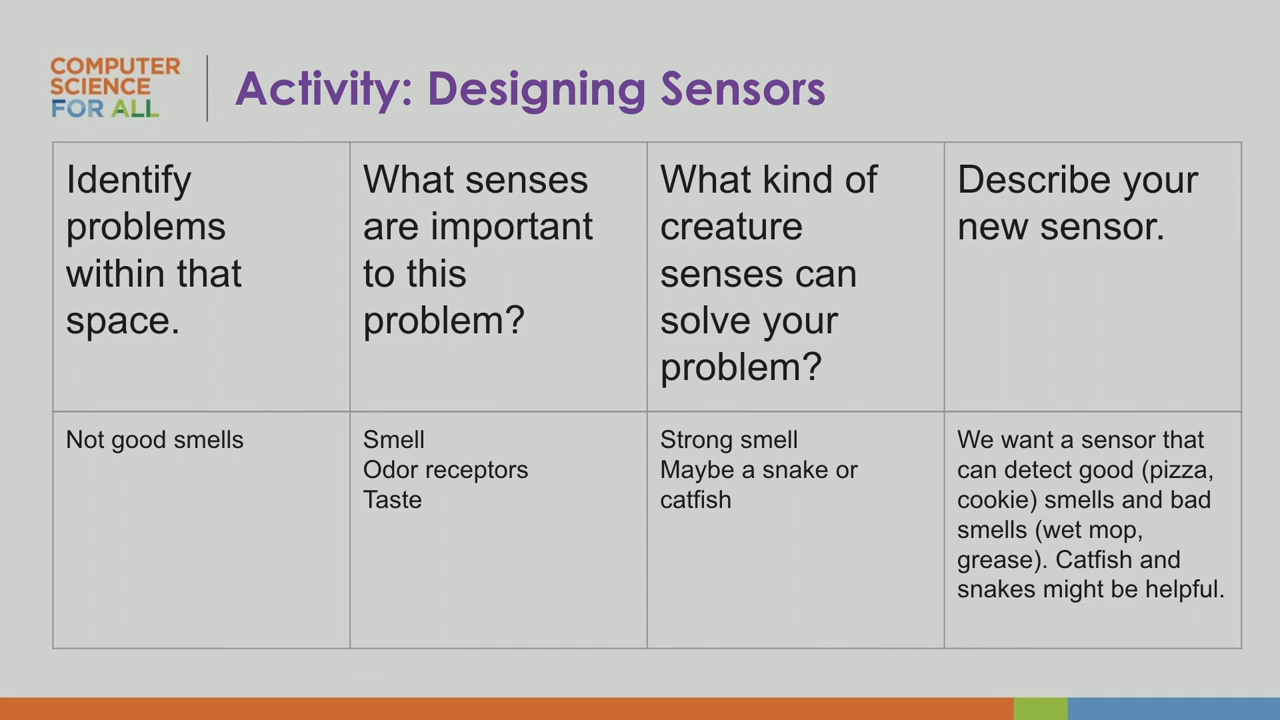 COMPUTER
SCIENCE
FOR ALL
Activity: Designing Sensors
Identify
problems
within that
space.
What senses
are important
to this
problem?
What kind of
creature
senses can
solve your
problem?
Describe your
new sensor.
Not good smells
Smell
Odor receptors
Taste
Strong smell
Maybe a snake or
catfish
We want a sensor that
can detect good (pizza,
cookie) smells and bad
smells (wet mop,
grease). Catfish and
snakes might be helpful.